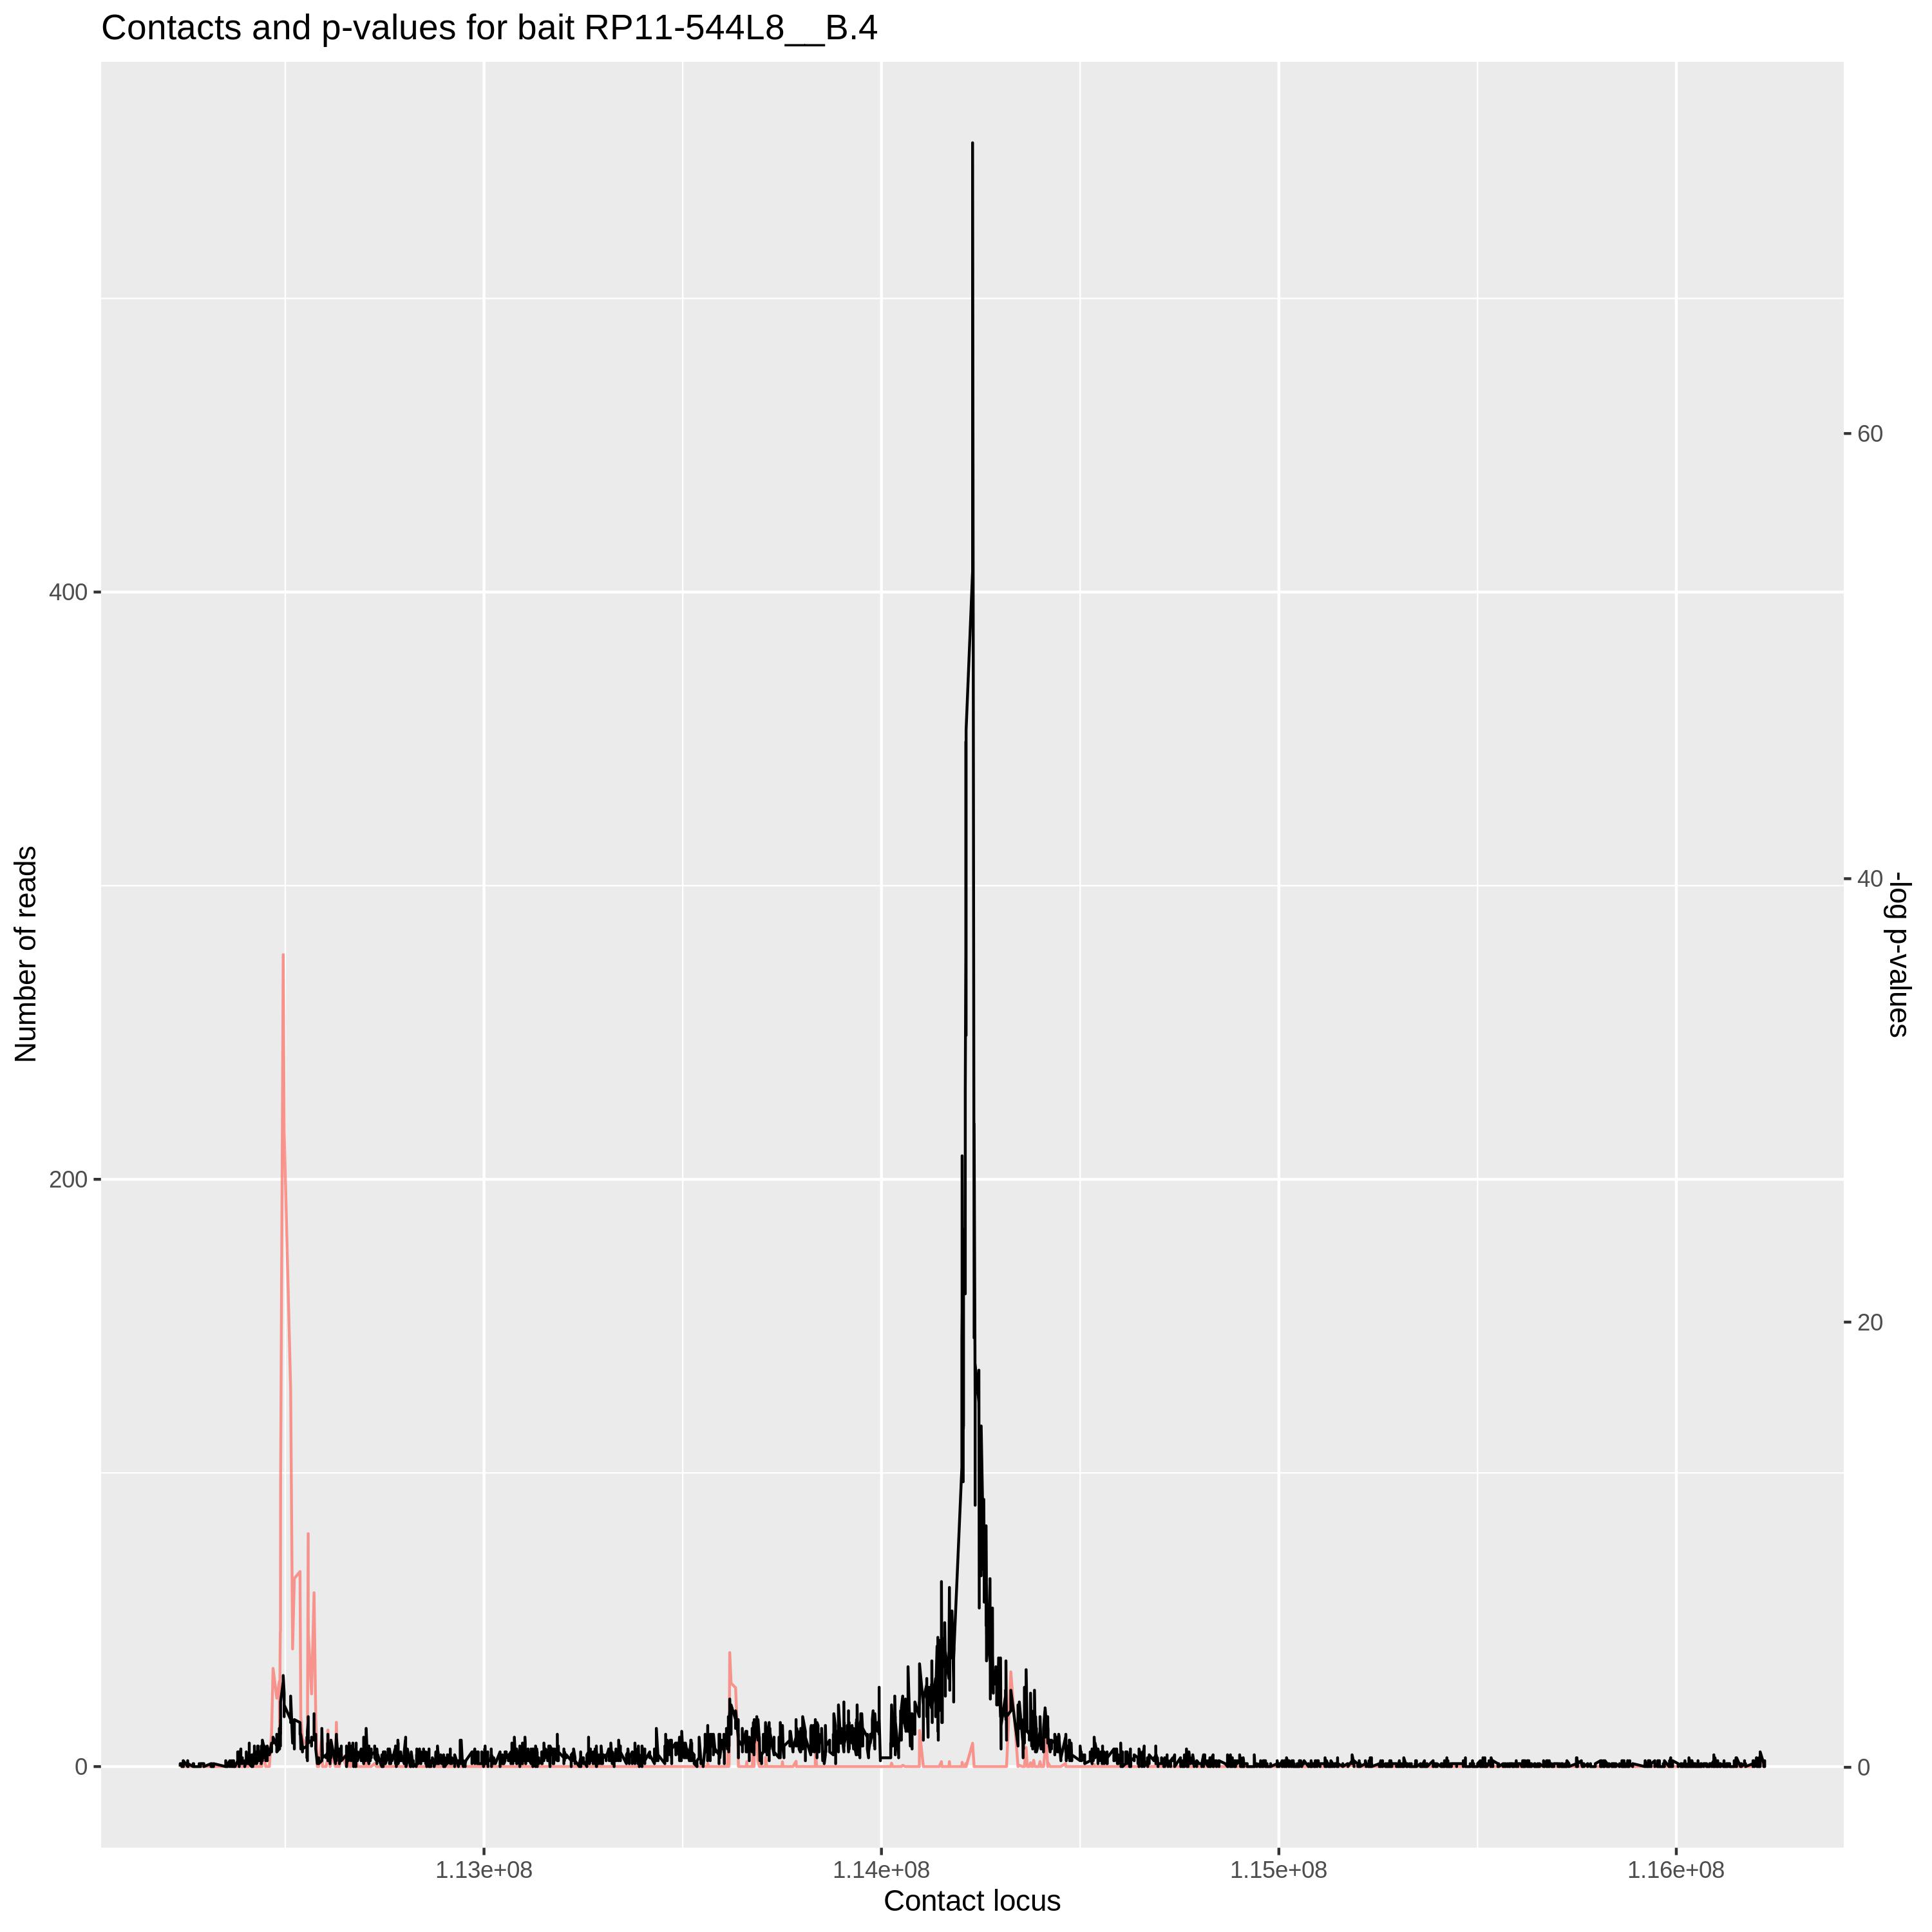 Contacts and p-values for bait RP11-544L8__B.4
Number of reads
400
200
0
60
40
20
0
-log p-values
1.13e+08
1.14e+08
1.15e+08
1.16e+08
Contact locus